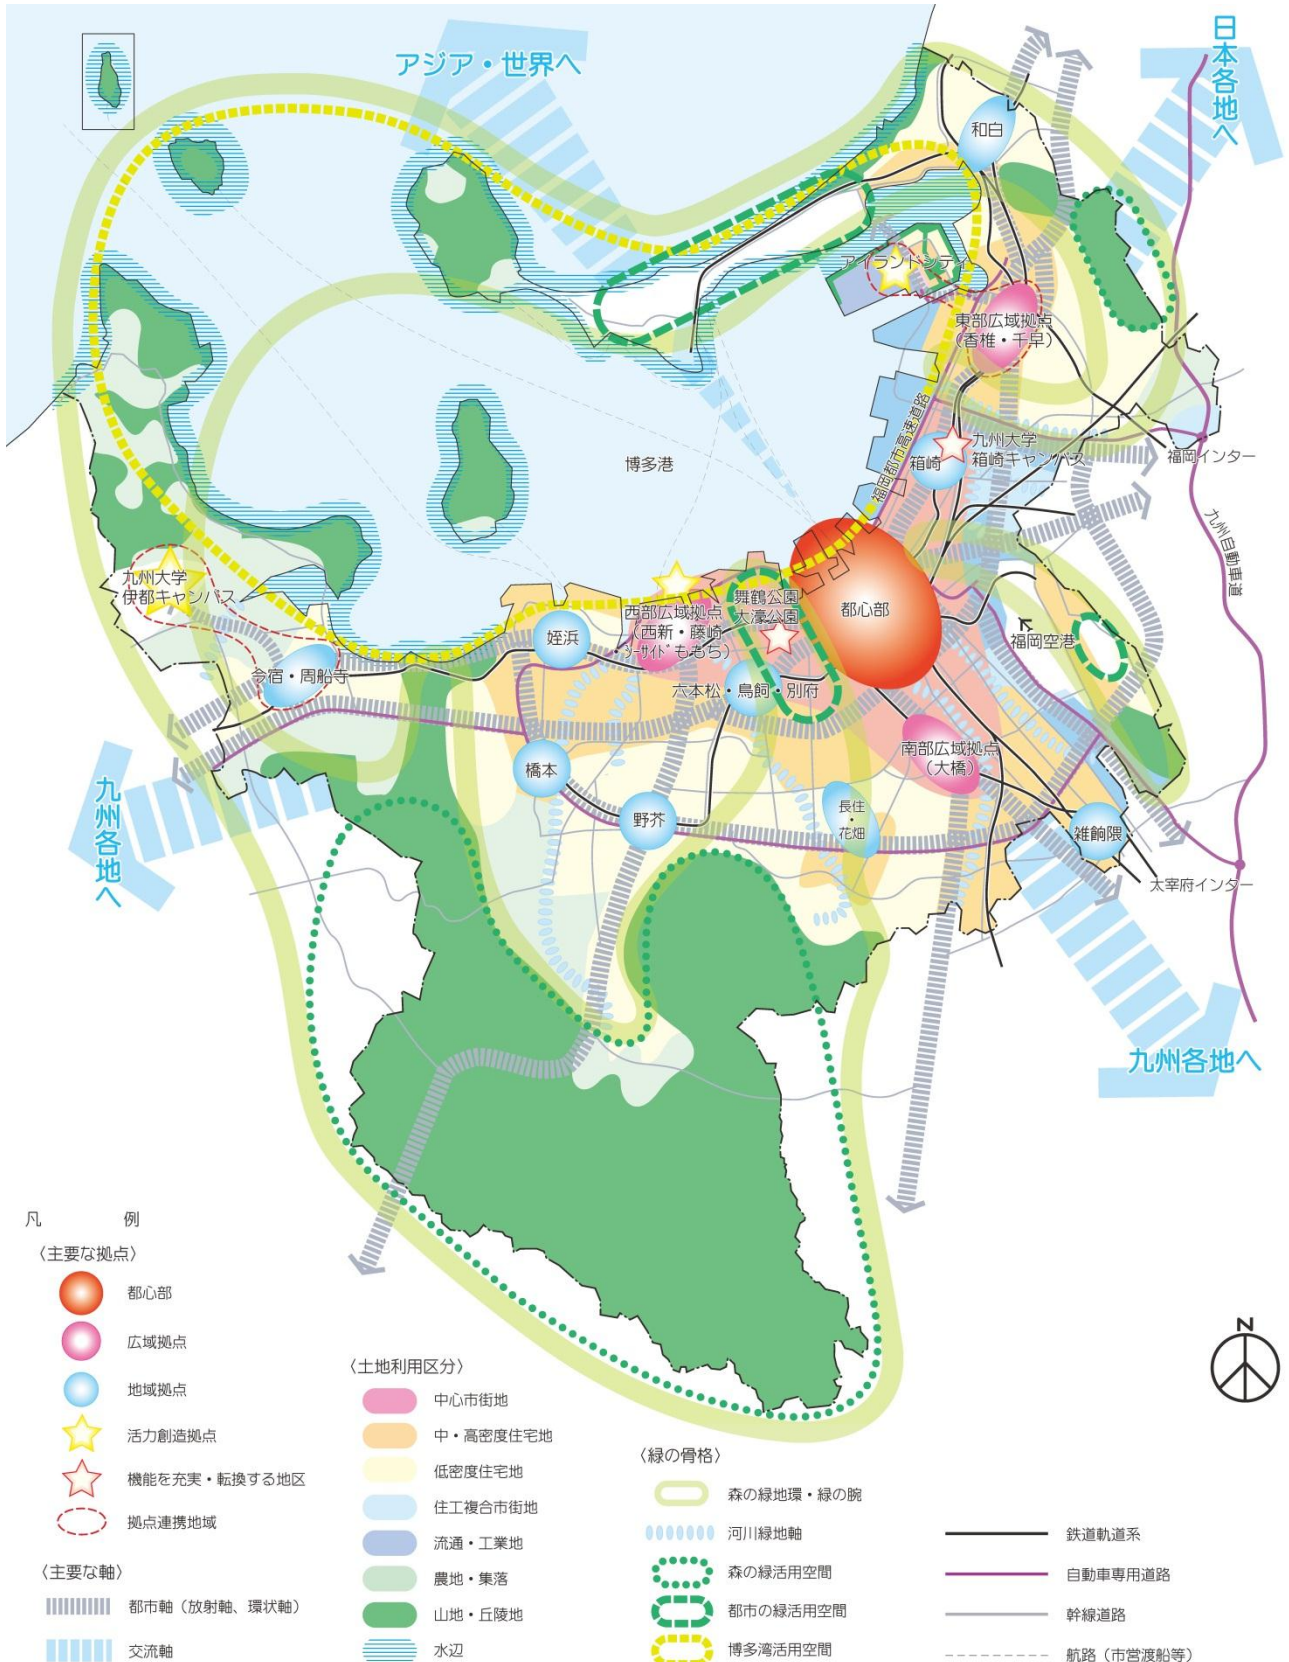 アジア・世界へ
日本各地へ
和白
アイランドシティ
東部広域拠点
(香椎・千早)
福岡都市高速道路
九州大学
箱崎キャンパス
箱崎
福岡インター
九州自動車道
博多港
九州大学
伊都キャンパス
舞鶴公園
大濠公園
都心部
西部広域拠点
(西新・藤崎
シーサイドももち)
姪浜
福岡空港
今宿・周船寺
六本松・鳥飼・別府
南部広域拠点
(大橋)
橋本
長住
・
花畑
野芥
雑餉隈
九州各地へ
太宰府インター
九州各地へ
凡 例
〈主要な拠点〉
都心部
広域拠点
地域拠点
活力創造拠点
機能を充実・転換する地区
拠点連携地域
〈主要な軸〉
都市軸(放射軸、環状軸)
交流軸
〈土地利用区分〉
中心市街地
中・高密度住宅地
低密度住宅地
住工複合市街地
流通・工業地
農地・集落
山地・丘陵地
水辺
〈緑の骨格〉
森の緑地環・緑の腕
河川緑地軸
森の緑活用空間
都市の緑活用空間
博多湾活用空間
鉄道軌道系
自動車専用道路
幹線道路
航路(市営渡船等)
N